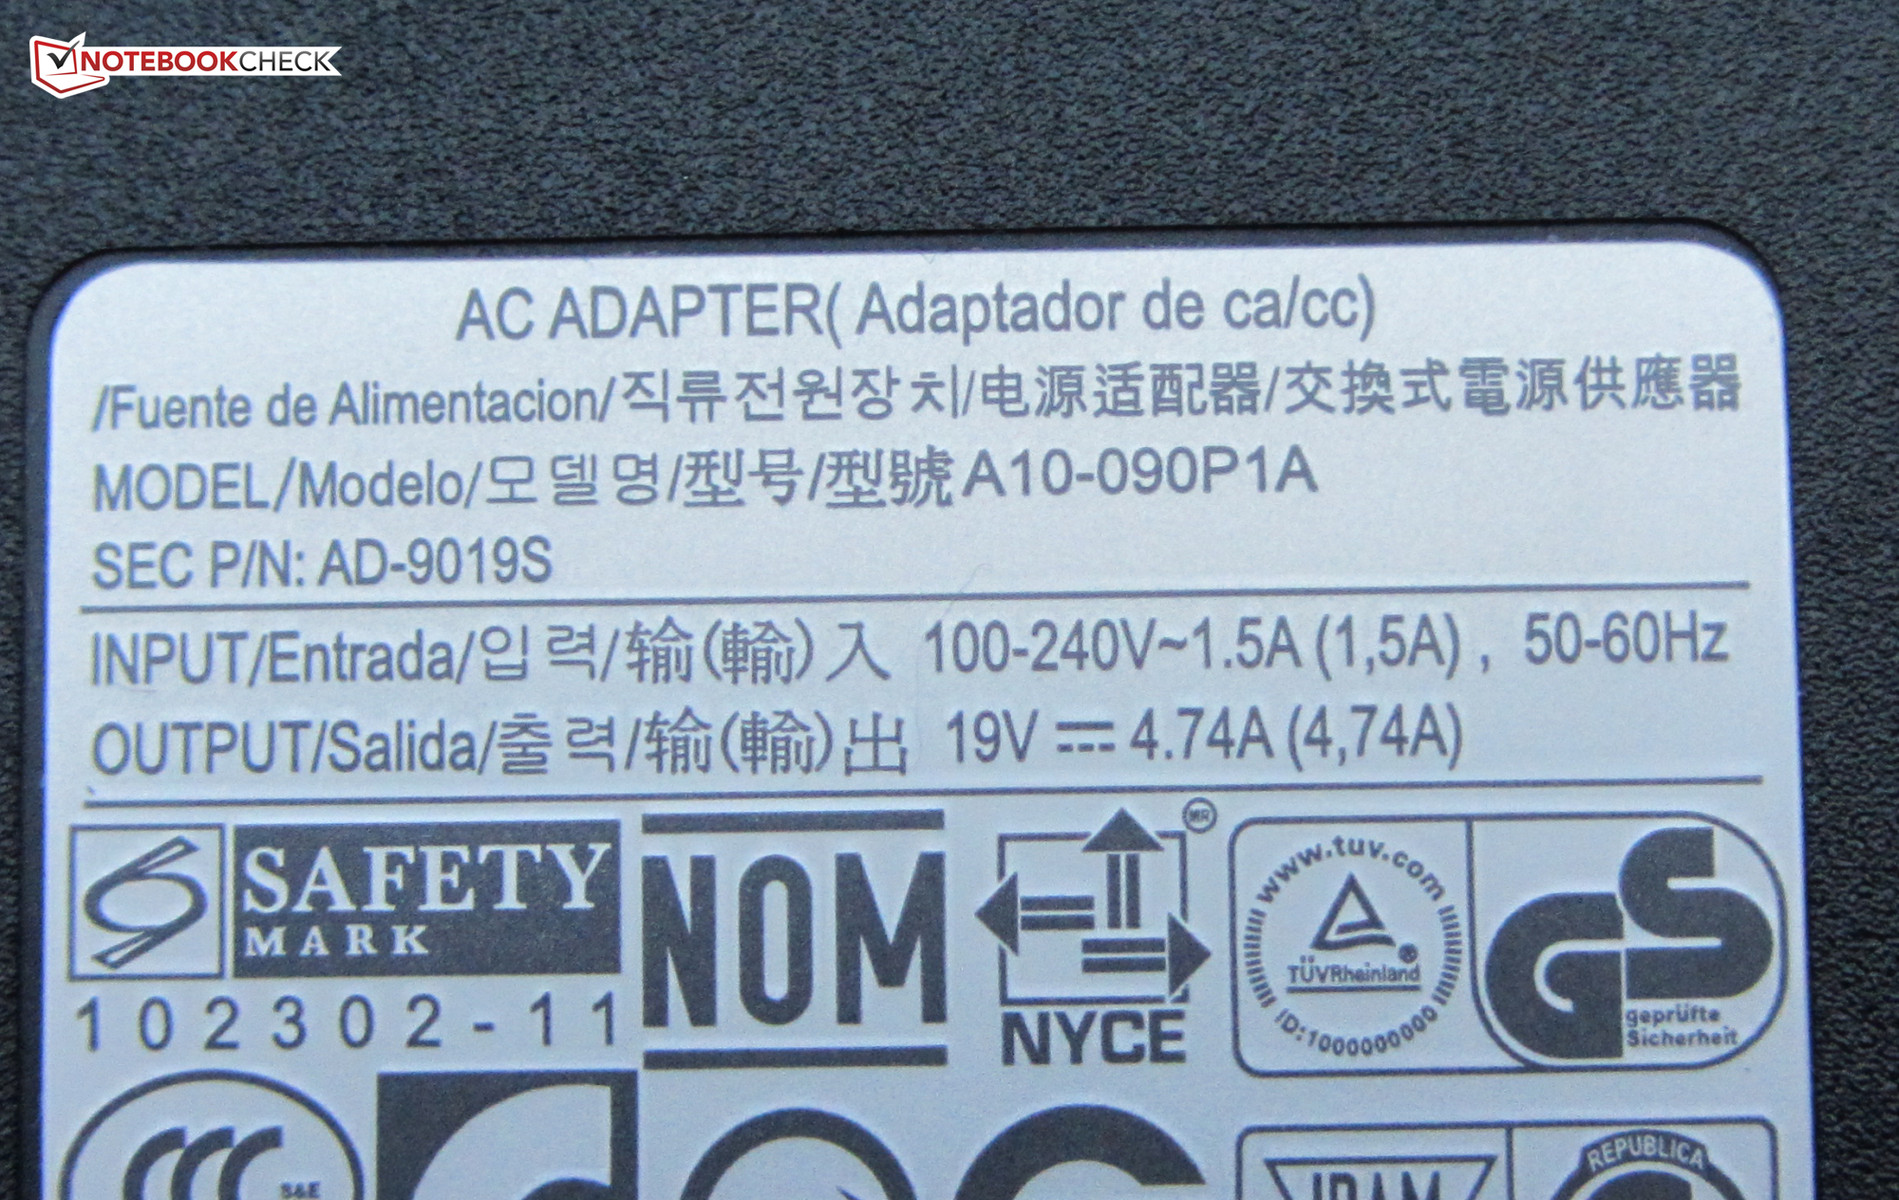 NOTEBOOKCHECK
AC ADAPTER( Adaptador de ca/cc)
/Fuente de Alimentacion/직류전원장치/电源适配器/交換式電源供應器
MODEL/Modelo/모델명/型号/型號A10-090P1A
SEC P/N: AD-9019S
INPUT/Entrada/입력/输(輸)入 100-240V~1.5A (1,5A) , 50-60Hz
OUTPUT/Salida/출력/输(輸)出 19V ⎓ 4.74A (4,74A)
SAFETY
MARK
102302-11
NOM
MR
NYCE
www.tuv.com
TÜVRheinland
®
ID:1000000000
GS
geprüfte
Sicherheit
CCC
S&E
IRAM
REPUBLICA